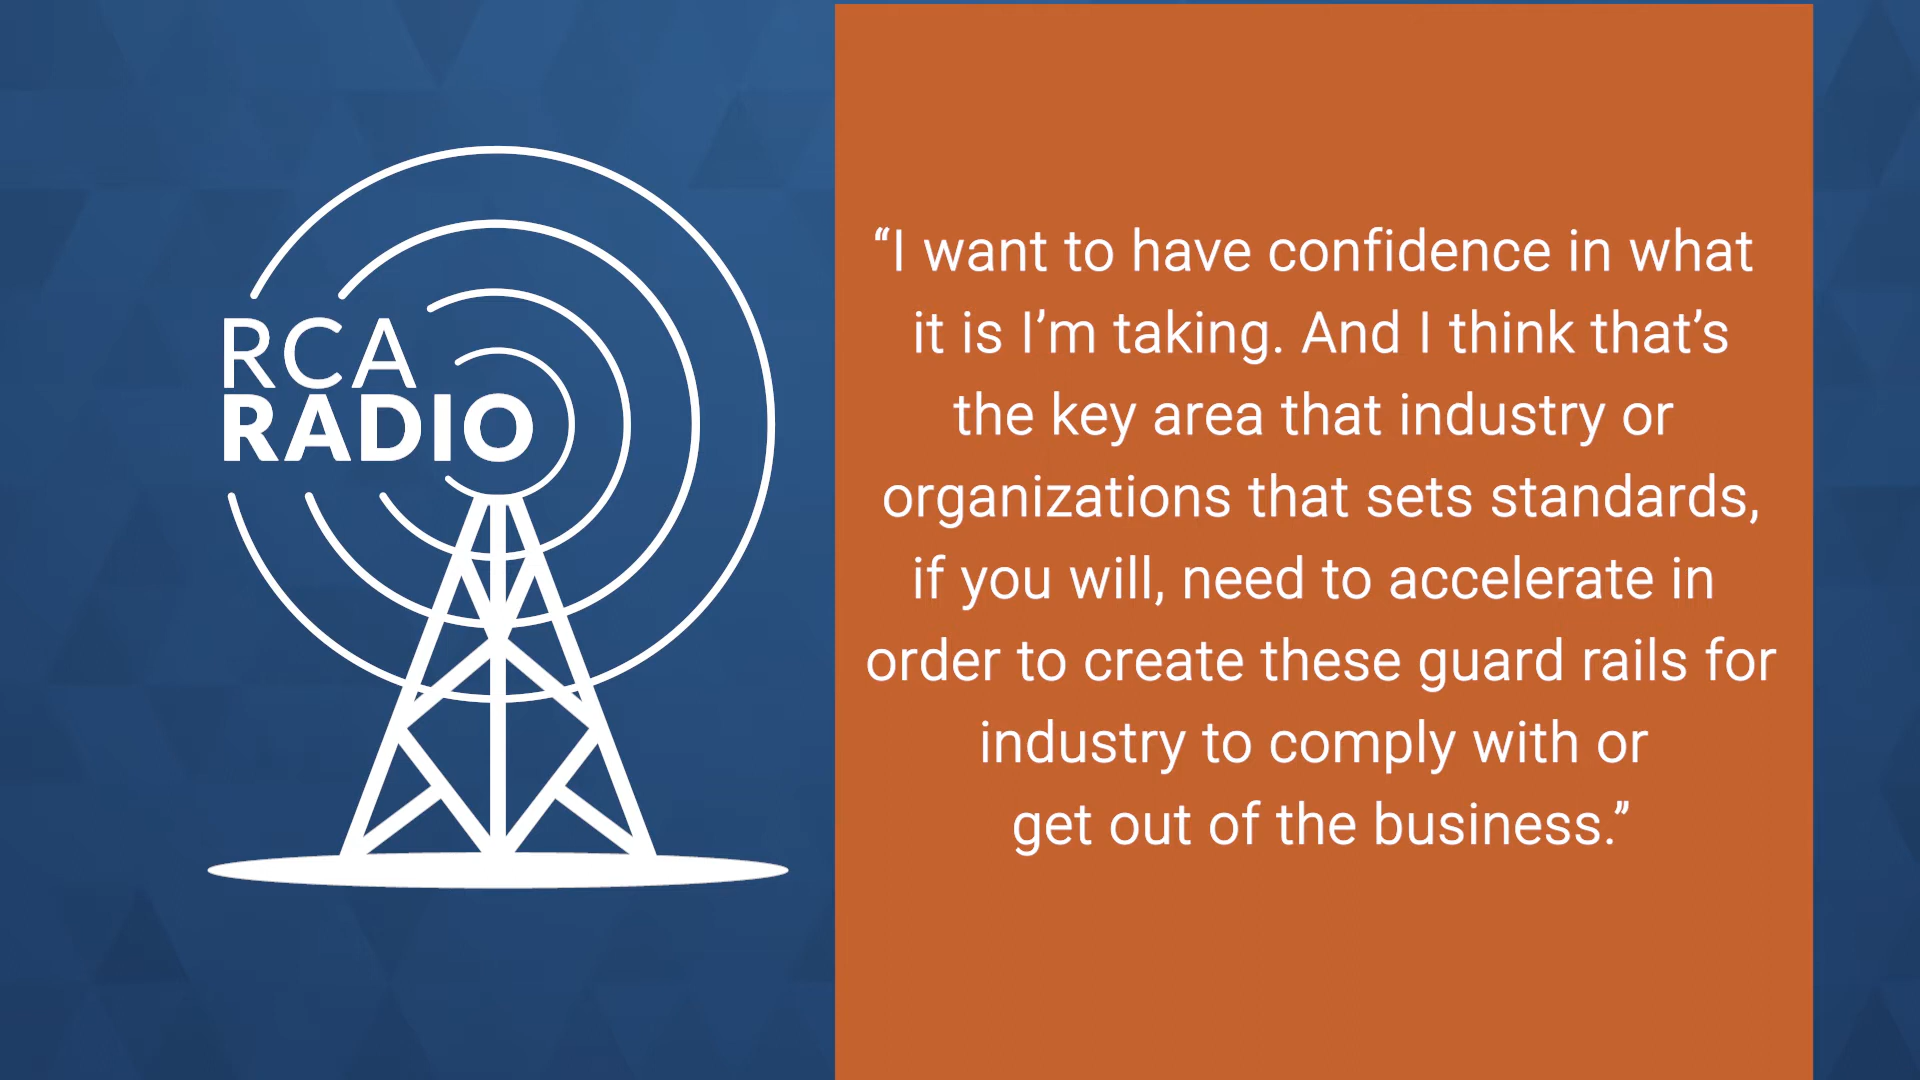 RCA
RADIO
“I want to have confidence in what
it is I’m taking. And I think that’s
the key area that industry or
organizations that sets standards,
if you will, need to accelerate in
order to create these guard rails for
industry to comply with or
get out of the business.”